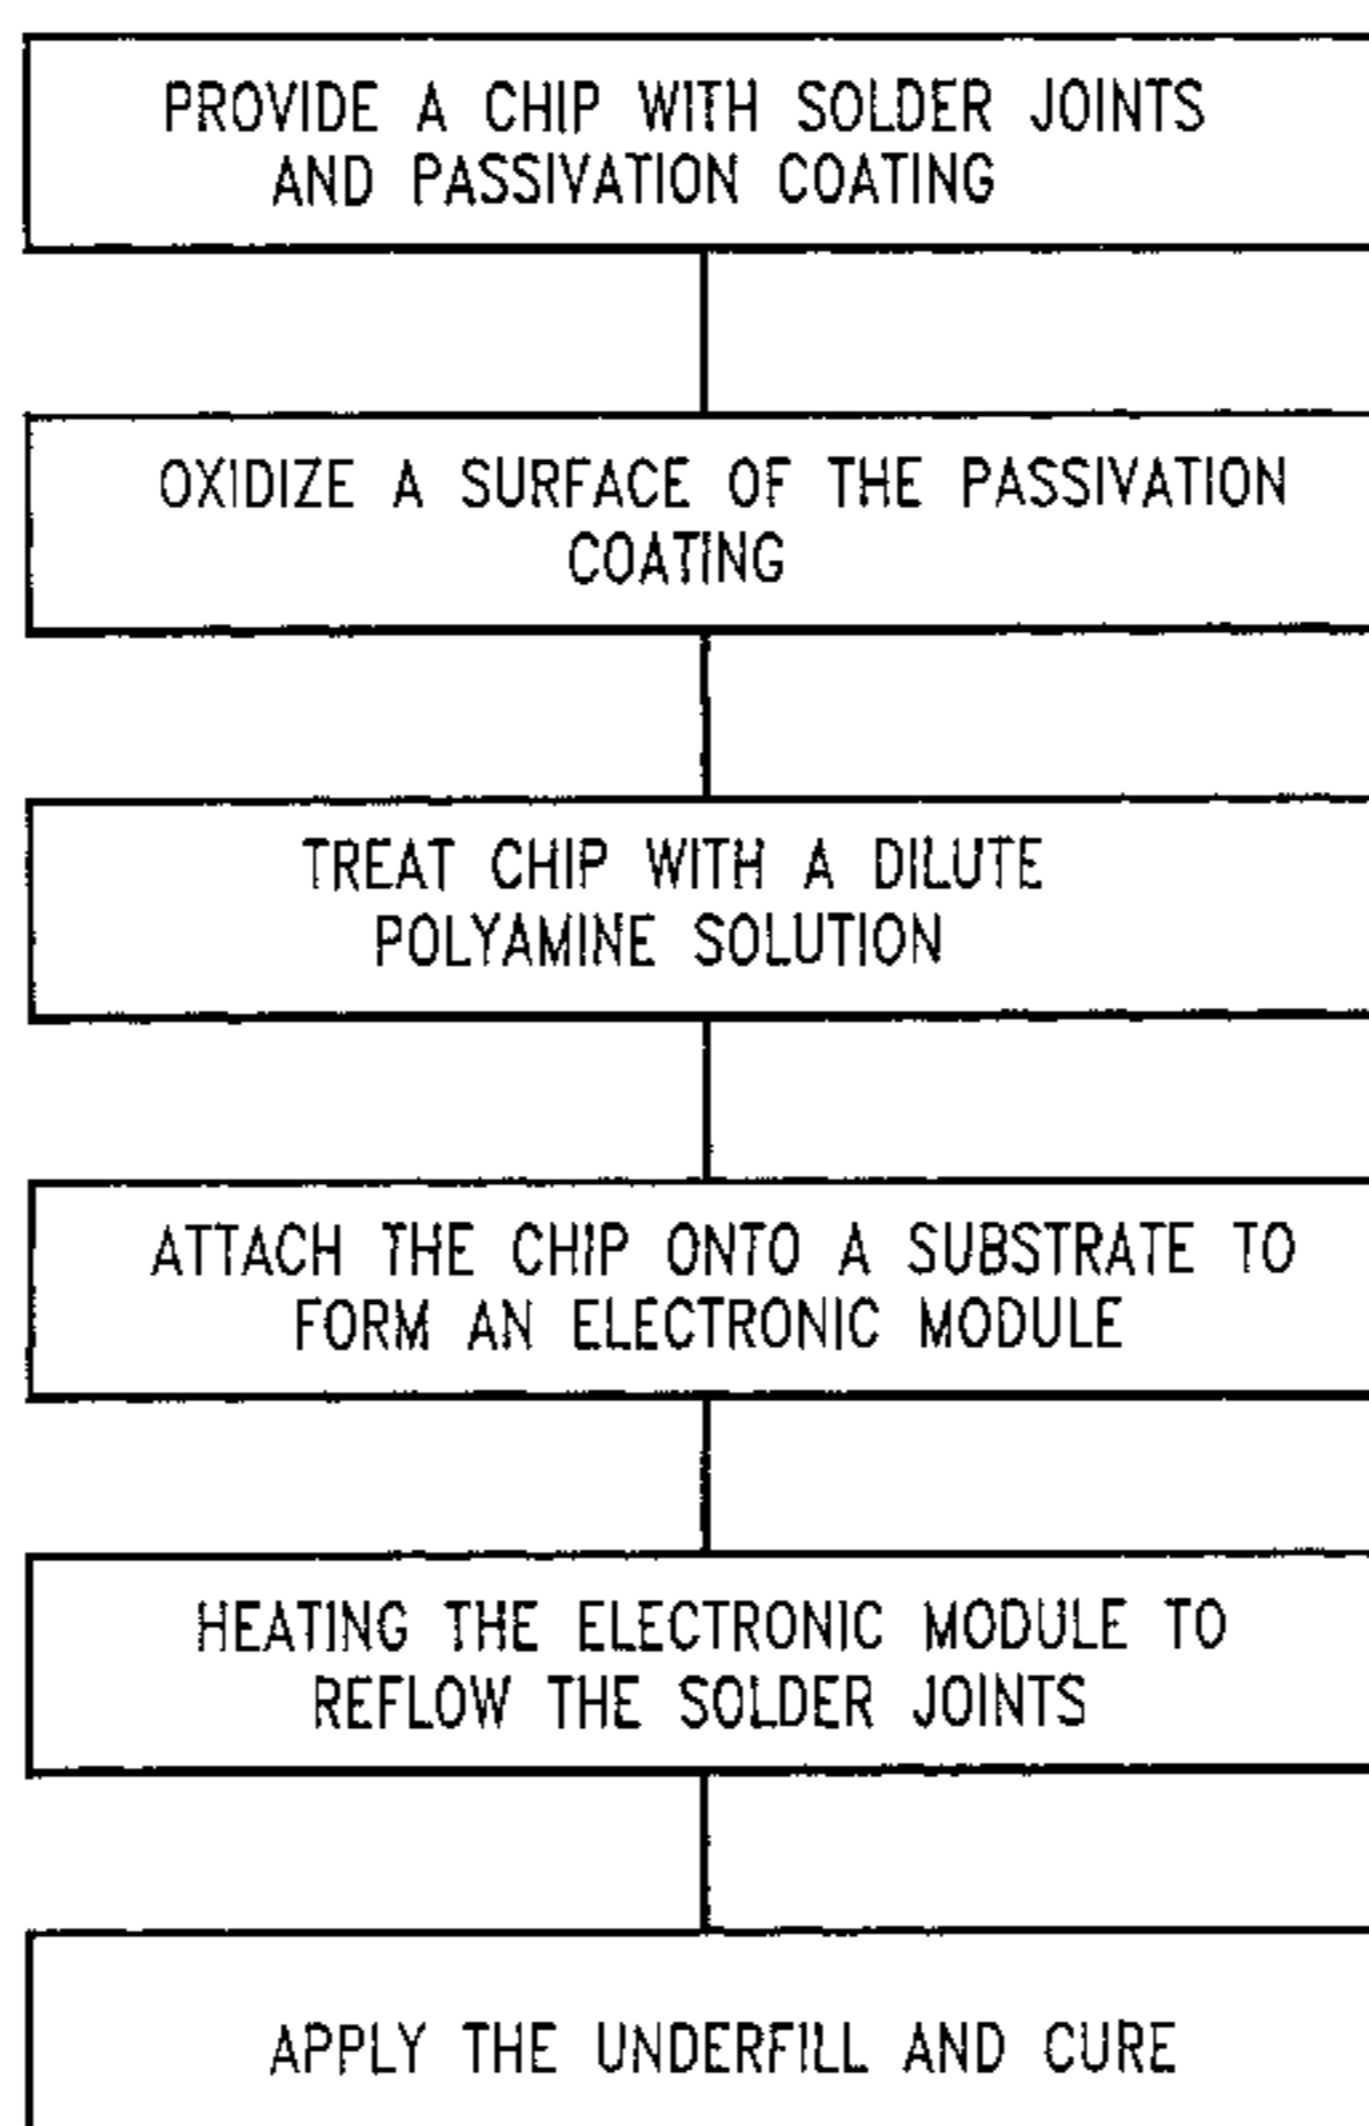 PROVIDE A CHIP WITH SOLDER JOINTS
AND PASSIVATION COATING
OXIDIZE A SURFACE OF THE PASSIVATION
COATING
TREAT CHIP WITH A DILUTE
POLYAMINE SOLUTION
ATTACH THE CHIP ONTO A SUBSTRATE TO
FORM AN ELECTRONIC MODULE
HEATING THE ELECTRONIC MODULE TO
REFLOW THE SOLDER JOINTS
APPLY THE UNDERFILL AND CURE